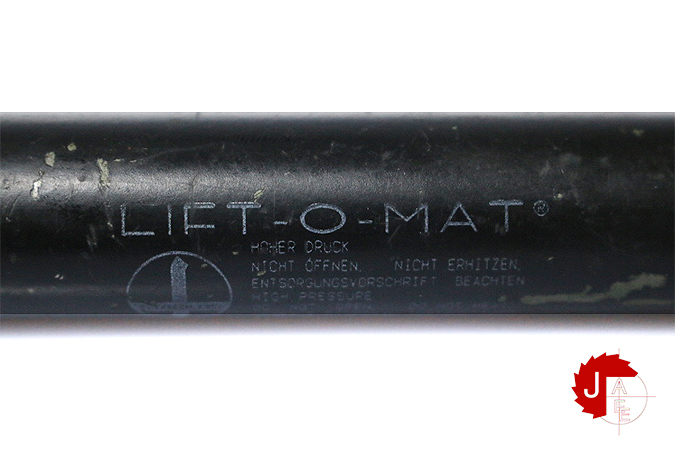 LIFT-O-MAT®
HOHER DRUCK
NICHT ÖFFNEN. NICHT ERHITZEN.
ENTSORGUNGSVORSCHRIFT BEACHTEN
HIGH PRESSURE
J
A
F
E